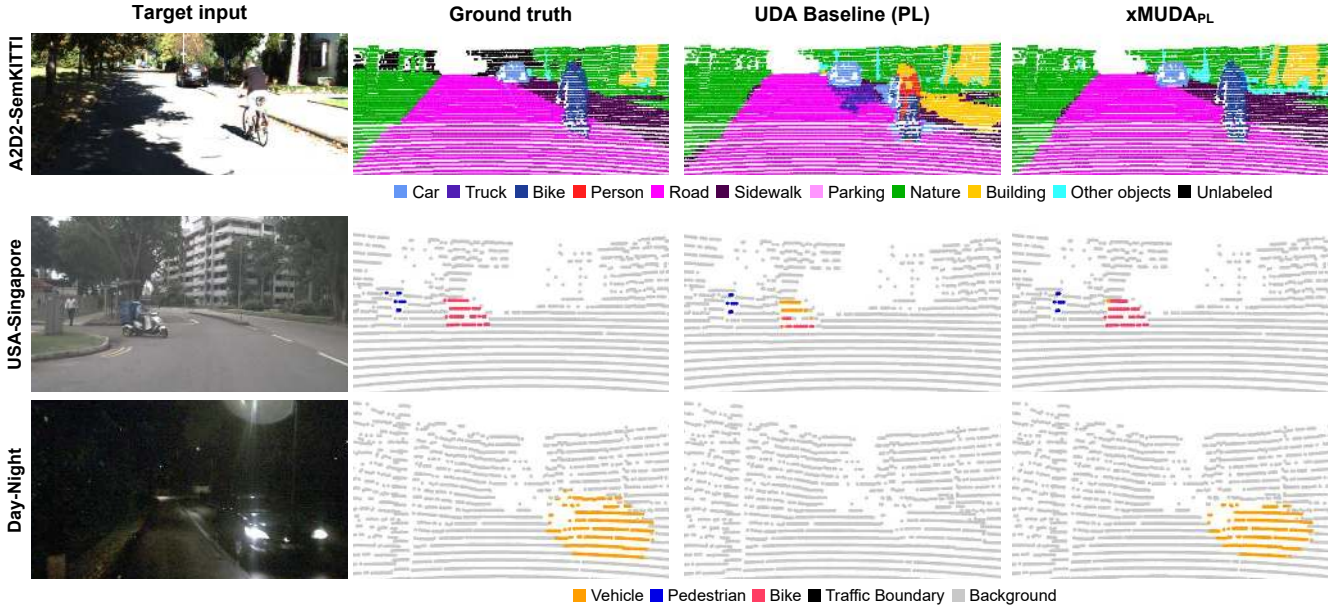 Target input Ground truth UDA Baseline (PL) xMUDAPL
A2D2-SemKITTI
Car Truck Bike Person Road Sidewalk Parking Nature Building Other objects Unlabeled
USA-Singapore
Day-Night
Vehicle Pedestrian Bike Traffic Boundary Background